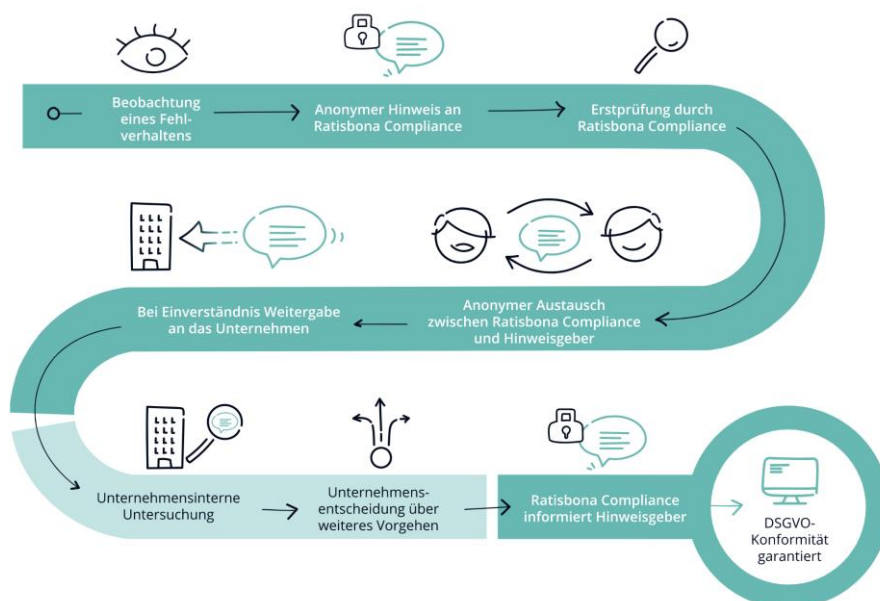 Beobachtung
eines Fehl-
verhaltens
Anonymer Hinweis an
Ratisbona Compliance
Erstprüfung durch
Ratisbona Compliance
Anonymer Austausch
zwischen Ratisbona Compliance
und Hinweisgeber
Bei Einverständnis Weitergabe
an das Unternehmen
Unternehmensinterne
Untersuchung
Unternehmens-
entscheidung über
weiteres Vorgehen
Ratisbona Compliance
informiert Hinweisgeber
DSGVO-
Konformität
garantiert